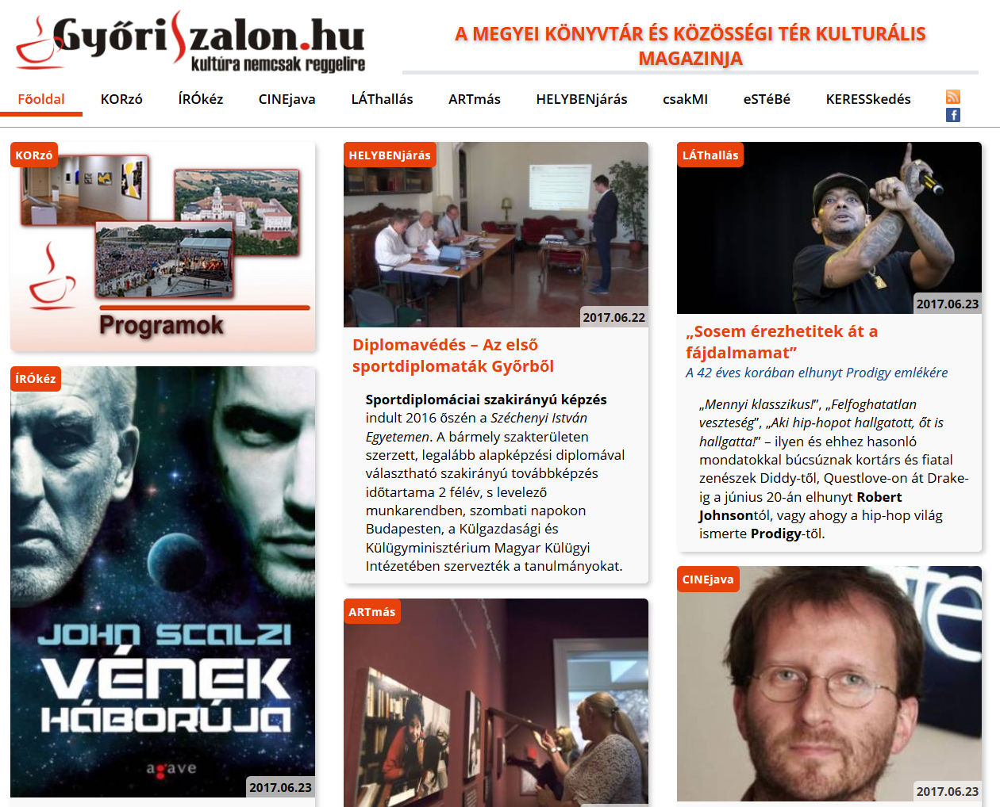 GyőriSzalon.hu
kultúra nemcsak reggelire
A MEGYEI KÖNYVTÁR ÉS KÖZÖSSÉGI TÉR KULTURÁLIS
MAGAZINJA
Főoldal KORzó ÍRÓkéz CINEjava LÁThallás ARTmás HELYBENjárás csakMI eSTéBé KERESSkedés
KORzó
Programok
ÍRÓkéz
JOHN SCALZI
VÉNEK
HÁBORÚJA
agave
2017.06.23
HELYBENjárás
2017.06.22
Diplomavédés – Az első
sportdiplomaták Győrből
Sportdiplomáciai szakirányú képzés
indult 2016 őszén a Széchenyi István
Egyetemen. A bármely szakterületen
szerzett, legalább alapképzési diplomával
választható szakirányú továbbképzés
időtartama 2 félév, s levelező
munkarendben, szombati napokon
Budapesten, a Külgazdasági és
Külügyminisztérium Magyar Külügyi
Intézetében szervezték a tanulmányokat.
ARTmás
LÁThallás
2017.06.23
„Sosem érezhetitek át a
fájdalmamat”
A 42 éves korában elhunyt Prodigy emlékére
„Mennyi klasszikus!”, „Felfoghatatlan
veszteség”, „Aki hip-hopot hallgatott, őt is
hallgatta!” – ilyen és ehhez hasonló
mondatokkal búcsúznak kortárs és fiatal
zenészek Diddy-től, Questlove-on át Drake-
ig a június 20-án elhunyt Robert
Johnsontól, vagy ahogy a hip-hop világ
ismerte Prodigy-től.
CINEjava
2017.06.23